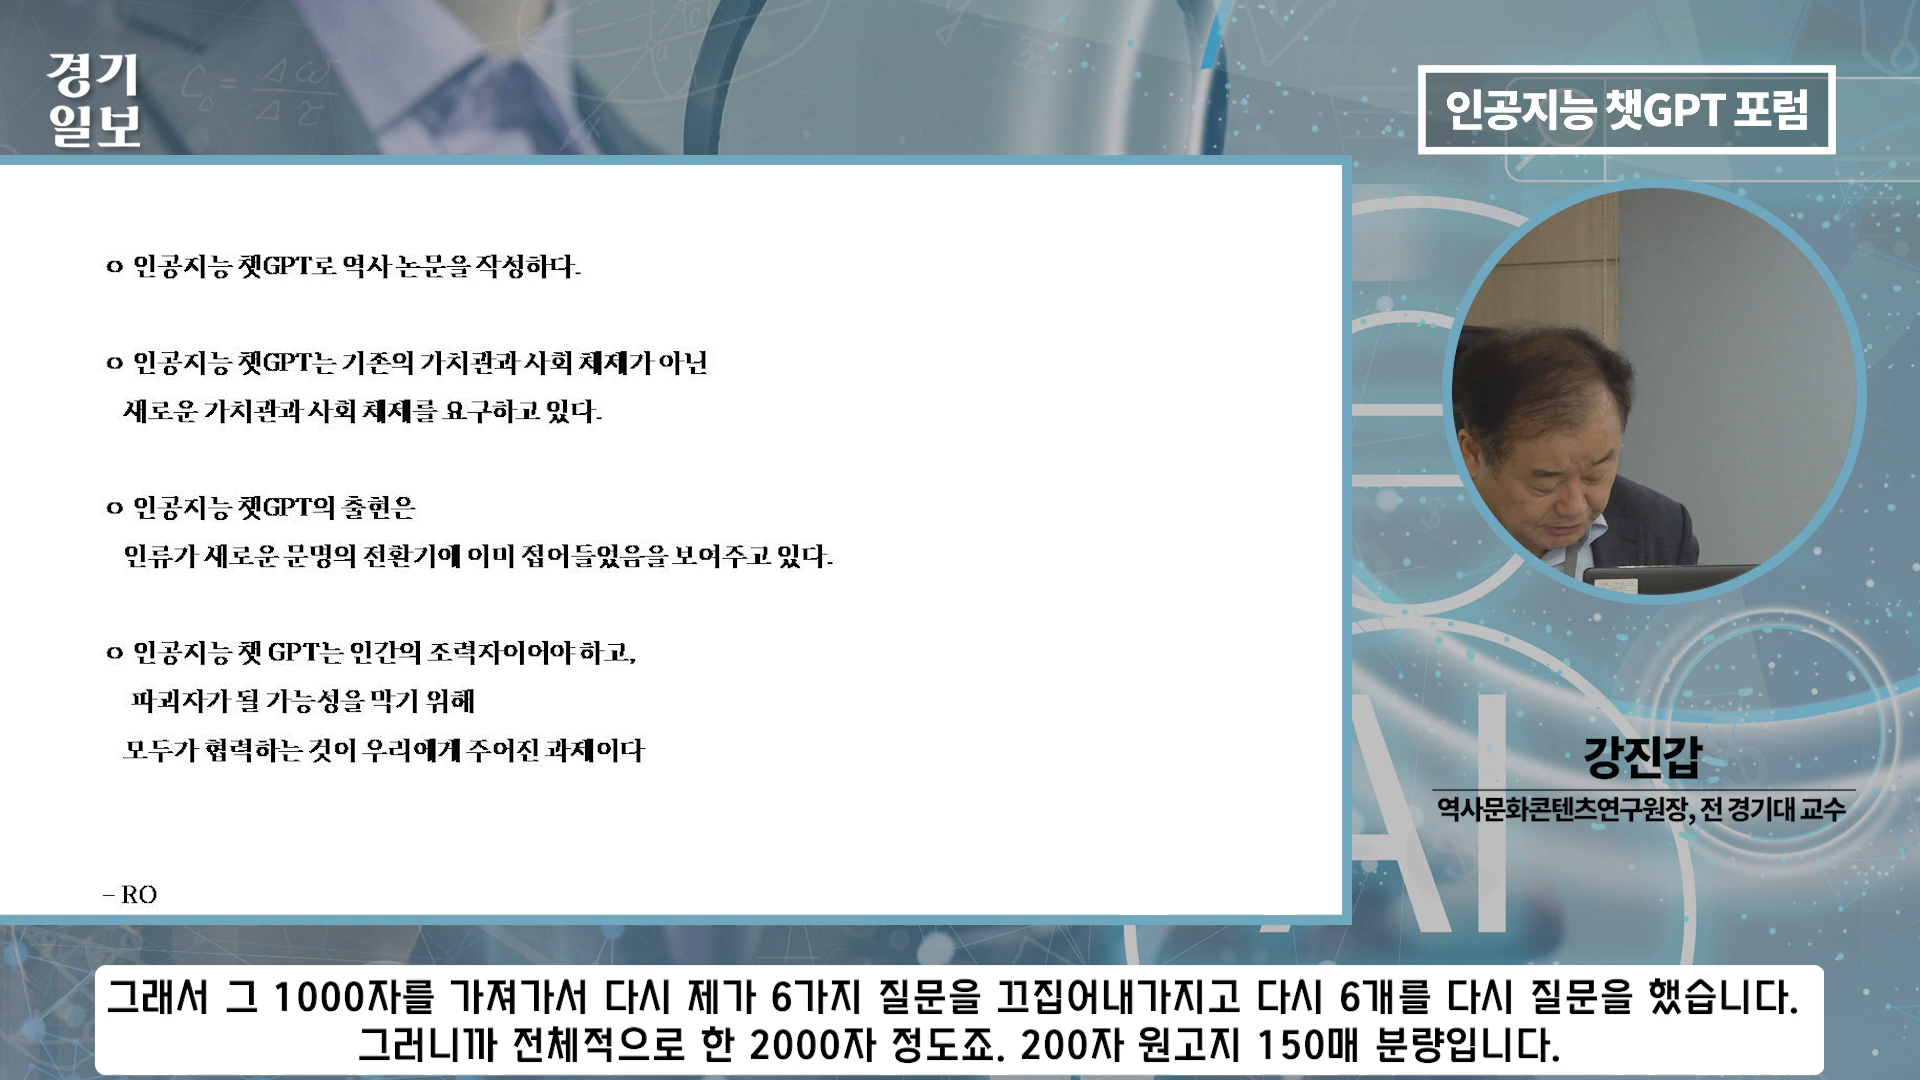 경기
일보
인공지능 챗GPT 포럼
ㅇ 인공지능 챗GPT로 역사 논문을 작성하다.
ㅇ 인공지능 챗GPT는 기존의 가치관과 사회 체제가 아닌
새로운 가치관과 사회 체제를 요구하고 있다.
ㅇ 인공지능 챗GPT의 출현은
인류가 새로운 문명의 전환기에 이미 접어들었음을 보여주고 있다.
ㅇ 인공지능 챗 GPT는 인간의 조력자이어야 하고,
파괴자가 될 가능성을 막기 위해
모두가 협력하는 것이 우리에게 주어진 과제이다
– RO
AI
강진갑
역사문화콘텐츠연구원장, 전 경기대 교수
그래서 그 1000자를 가져가서 다시 제가 6가지 질문을 끄집어내가지고 다시 6개를 다시 질문을 했습니다.
그러니까 전체적으로 한 2000자 정도죠. 200자 원고지 150매 분량입니다.